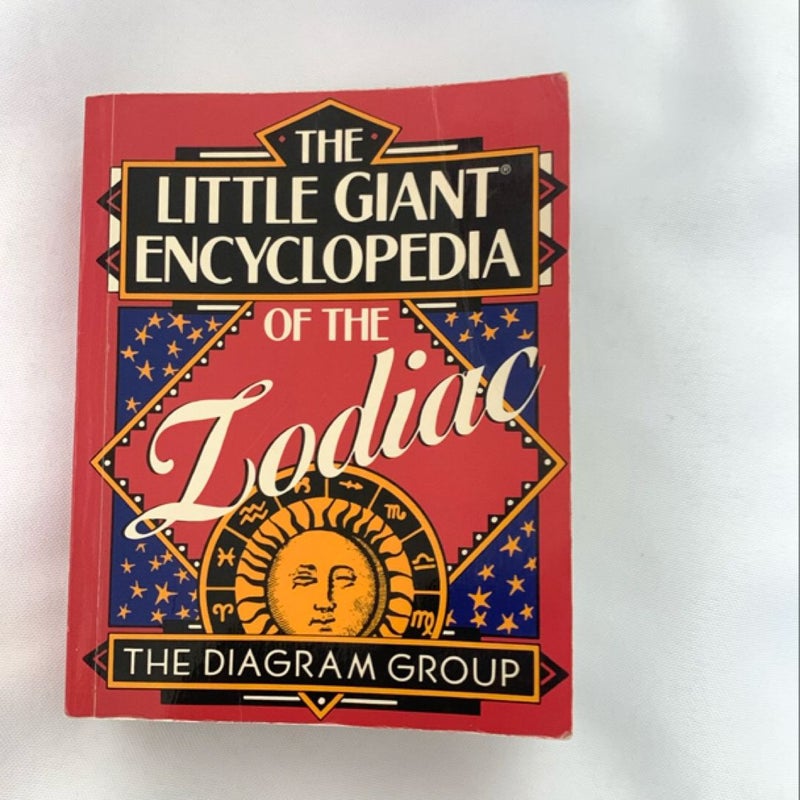 THE
LITTLE GIANT®
ENCYCLOPEDIA
OF THE
Zodiac
THE DIAGRAM GROUP